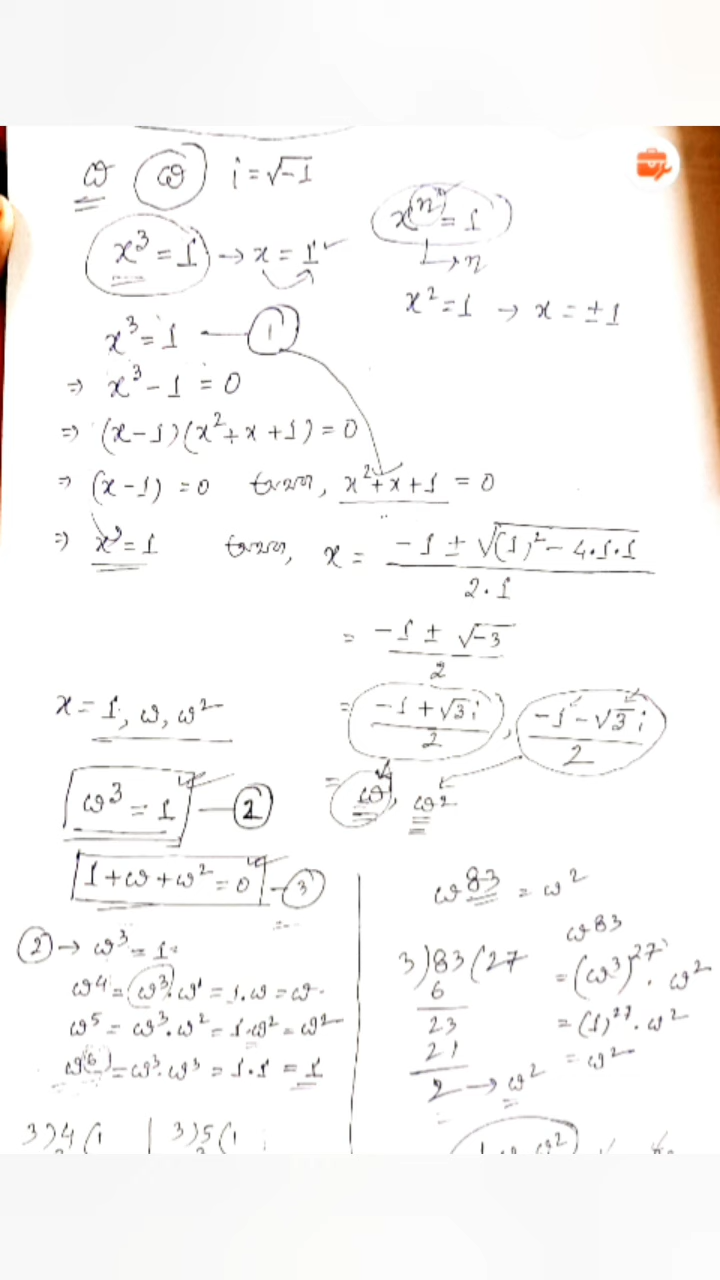 ω ω i = √-1
x³ = 1 → x = 1
xⁿ = 1
→ n
x² = 1 → x = ±1
x³ = 1 — 1
⇒ x³ - 1 = 0
⇒ (x-1)(x²+x+1) = 0
⇒ (x-1) = 0 অথবা, x²+x+1 = 0
⇒ x = 1 অথবা, x = (-1 ± √((1)² - 4.1.1)) / 2.1
= (-1 ± √-3) / 2
= (-1 + √3 i) / 2, (-1 - √3 i) / 2
= ω, ω²
x = 1, ω, ω²
ω³ = 1 — 2
1 + ω + ω² = 0 — 3
2 → ω³ = 1
ω⁴ = ω³.ω¹ = 1.ω = ω
ω⁵ = ω³.ω² = 1.ω² = ω²
ω⁶ = ω³.ω³ = 1.1 = 1
3)4(1 | 3)5(1
ω⁸³ = ω²
3)83(27
6
23
21
2 → ω²
ω⁸³
= (ω³)²⁷. ω²
= (1)²⁷. ω²
= ω²